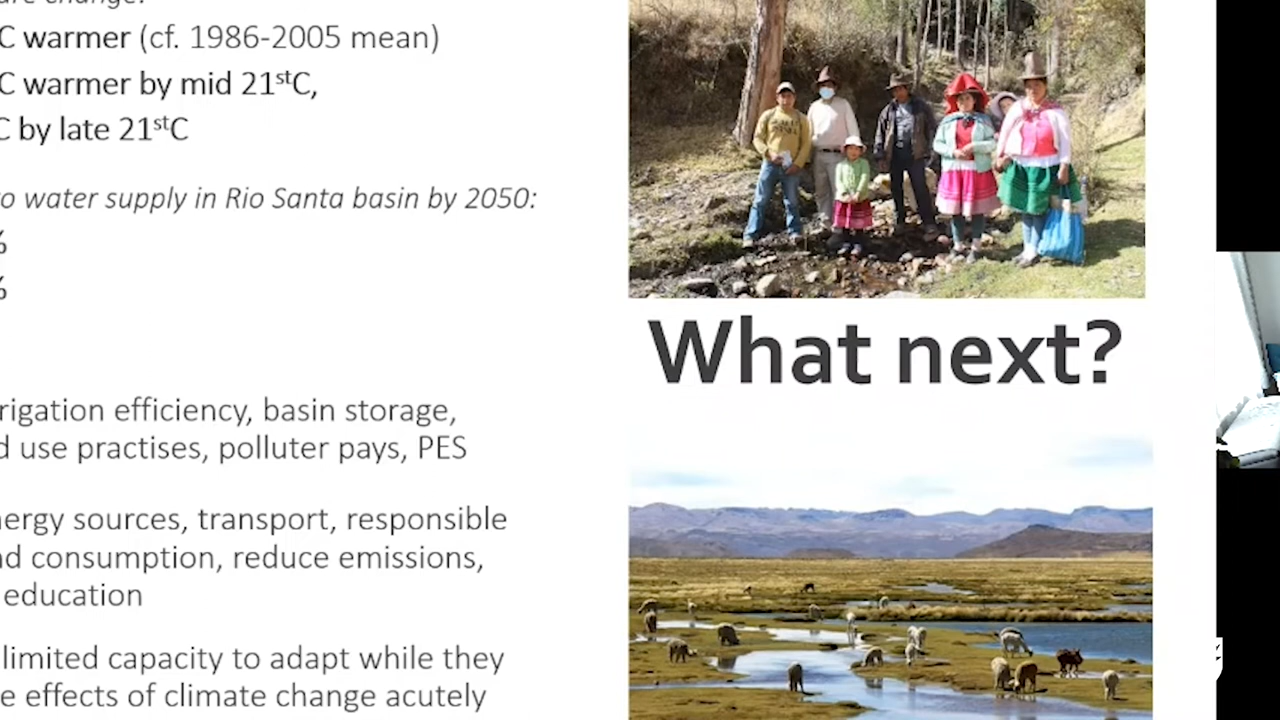 are change?
C warmer (cf. 1986-2005 mean)
C warmer by mid 21stC,
C by late 21stC
o water supply in Rio Santa basin by 2050:
%
%
What next?
rigation efficiency, basin storage,
d use practises, polluter pays, PES
nergy sources, transport, responsible
nd consumption, reduce emissions,
education
limited capacity to adapt while they
e effects of climate change acutely